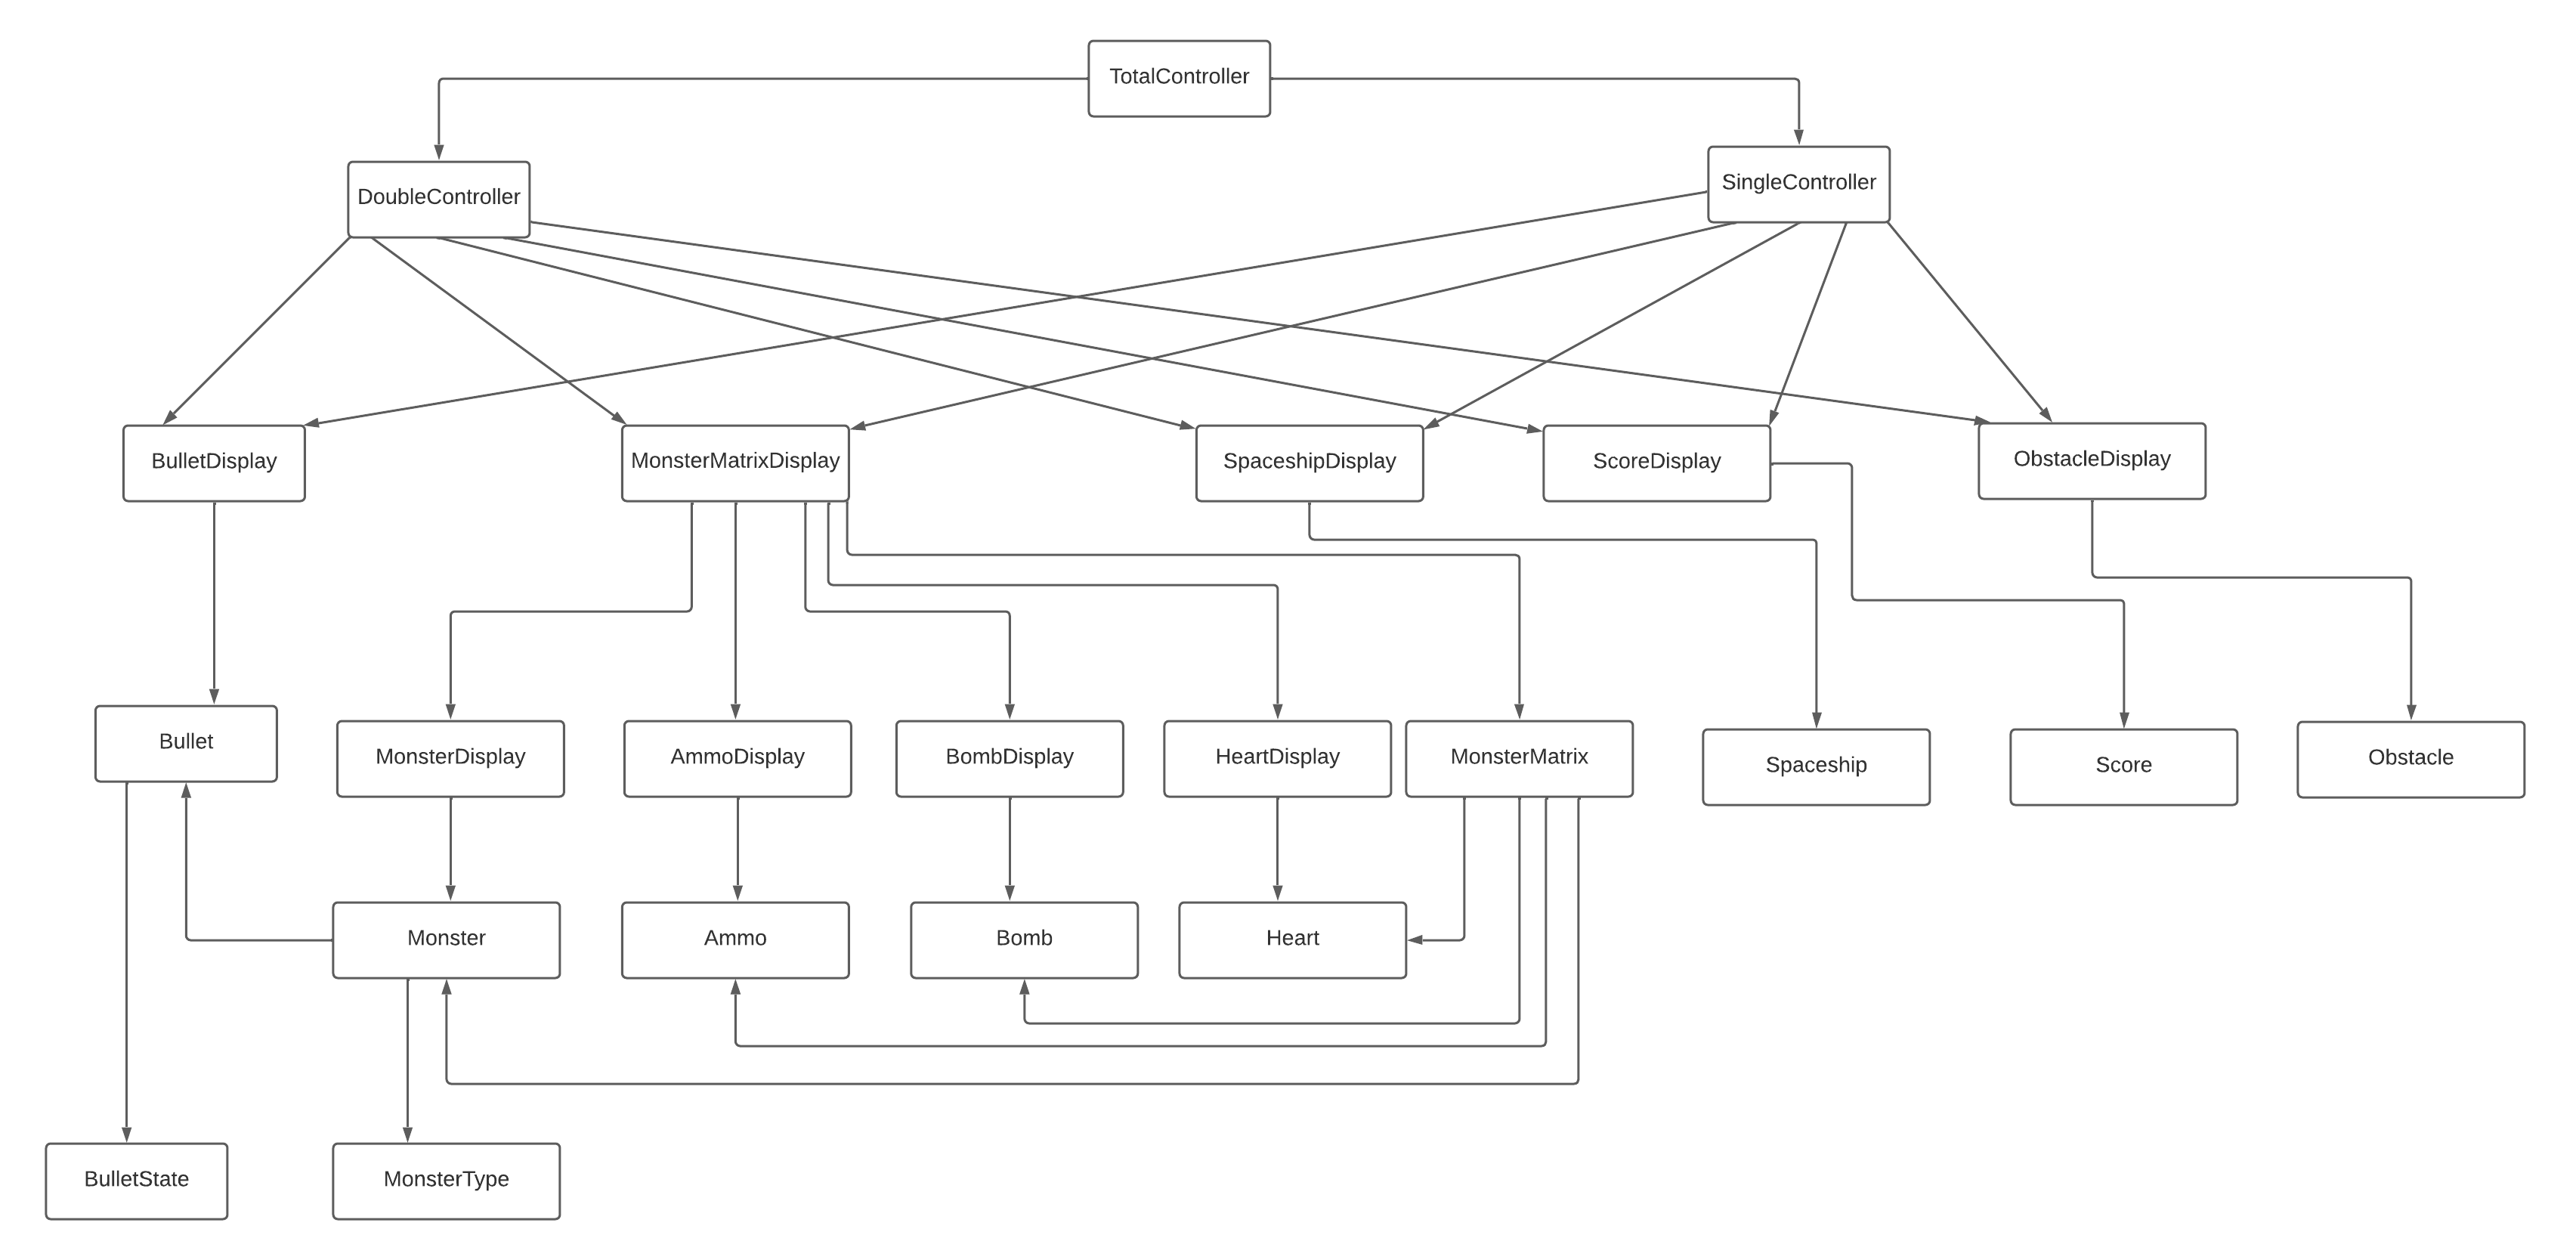 TotalController
DoubleController
SingleController
BulletDisplay
MonsterMatrixDisplay
SpaceshipDisplay
ScoreDisplay
ObstacleDisplay
Bullet
MonsterDisplay
AmmoDisplay
BombDisplay
HeartDisplay
MonsterMatrix
Spaceship
Score
Obstacle
Monster
Ammo
Bomb
Heart
BulletState
MonsterType